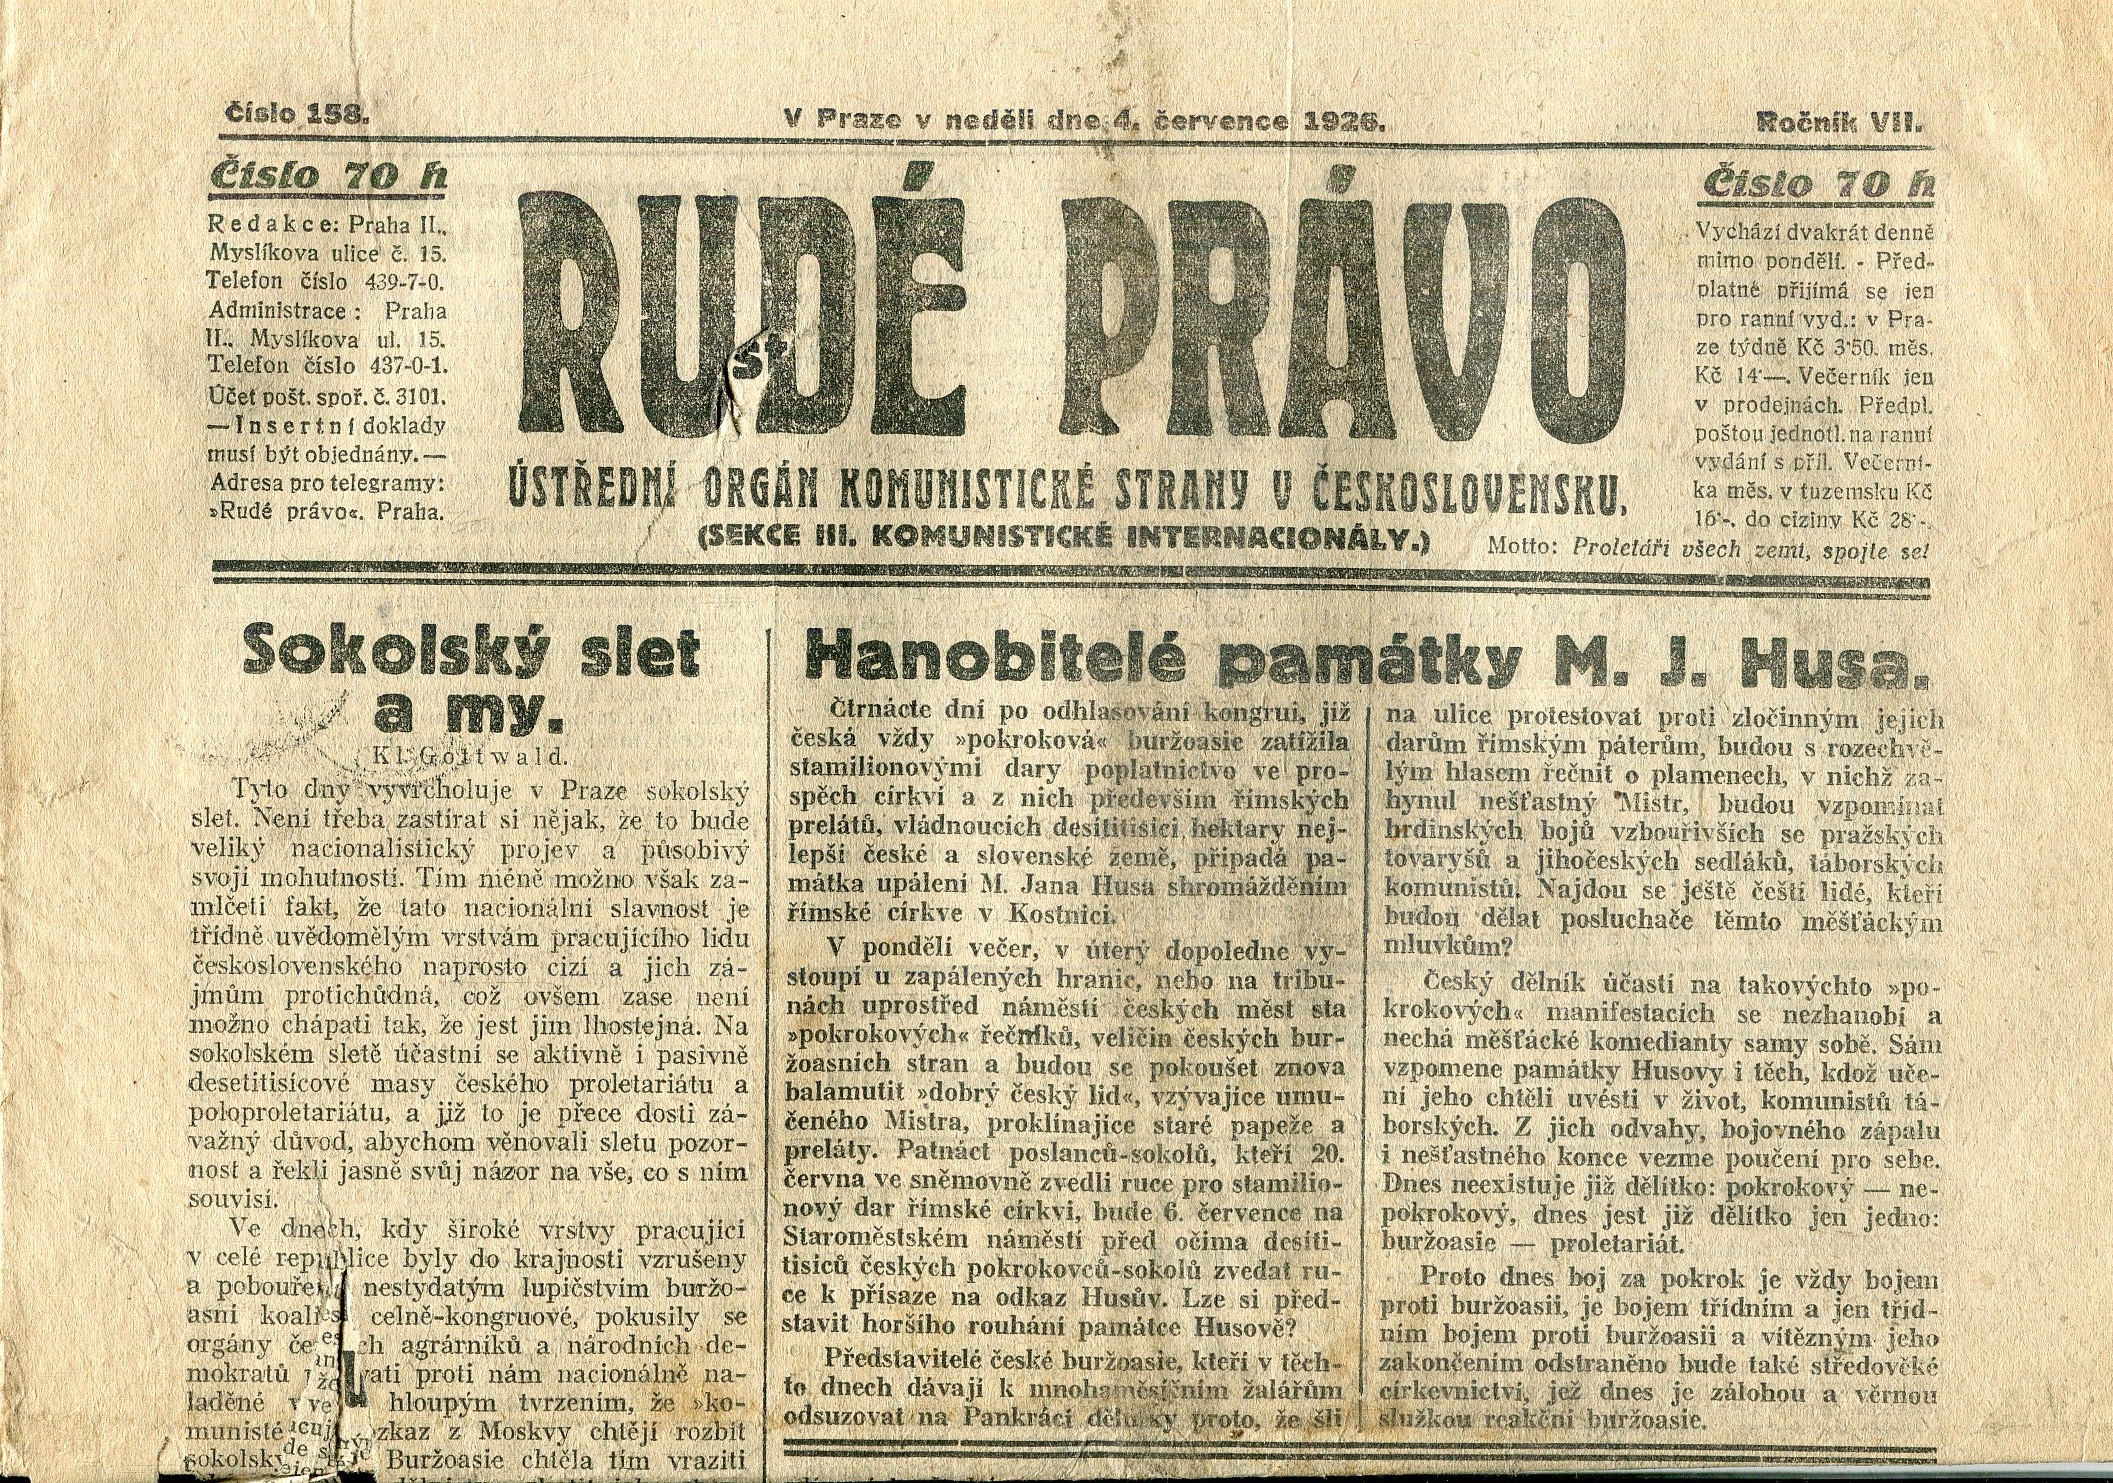 Číslo 158.
V Praze v neděli dne 4. července 1926.
Ročník VII.
Číslo 70 h
Redakce: Praha II.,
Myslíkova ulice č. 15.
Telefon číslo 439-7-0.
Administrace: Praha
II., Myslíkova ul. 15.
Telefon číslo 437-0-1.
Účet pošt. spoř. č. 3101.
—Insertní doklady
musí být objednány.—
Adresa pro telegramy:
»Rudé právo«. Praha.
RUDÉ PRÁVO
ÚSTŘEDNÍ ORGÁN KOMUNISTICKÉ STRANY V ČESKOSLOVENSKU.
(SEKCE III. KOMUNISTICKÉ INTERNACIONÁLY.)
Číslo 70 h
Vychází dvakrát denně
mimo pondělí. - Před-
platné přijímá se jen
pro ranní vyd.: v Pra-
ze týdně Kč 3·50. měs.
Kč 14·—. Večerník jen
v prodejnách. Předpl.
poštou jednotl. na ranní
vydání s příl. Večerní-
ka měs. v tuzemsku Kč
16·-. do ciziny Kč 28·-.
Motto: Proletáři všech zemí, spojte se!
Sokolský slet
a my.
Kl. Gottwald.
Tyto dny vyvrcholuje v Praze sokolský
slet. Není třeba zastírat si nějak, že to bude
veliký nacionalistický projev a působivý
svojí mohutností. Tím méně možno však za-
mlčeti fakt, že tato nacionální slavnost je
třídně uvědomělým vrstvám pracujícího lidu
československého naprosto cizí a jich zá-
jmům protichůdná, což ovšem zase není
možno chápati tak, že jest jim lhostejná. Na
sokolském sletě účastní se aktivně i pasivně
desetitisícové masy českého proletariátu a
poloproletariátu, a již to je přece dosti zá-
važný důvod, abychom věnovali sletu pozor-
nost a řekli jasně svůj názor na vše, co s ním
souvisí.
Ve dnech, kdy široké vrstvy pracující
v celé republice byly do krajnosti vzrušeny
a pobouřeny nestydatým lupičstvím buržo-
asní koalice celně-kongruové, pokusily se
orgány agrárníků a národních de-
mokratů proti nám nacionálně na-
laděné hloupým tvrzením, že »ko-
munisté z Moskvy chtějí rozbít
sokolský Buržoasie chtěla tím vraziti
Hanobitelé památky M. J. Husa.
Čtrnácte dní po odhlasování kongrui, jíž
česká vždy »pokroková« buržoasie zatížila
stamilionovými dary poplatnictvo ve pro-
spěch církví a z nich především římských
prelátů, vládnoucích desítitisíci hektary nej-
lepší české a slovenské země, připadá pa-
mátka upálení M. Jana Husa shromážděním
římské církve v Kostnici.
V pondělí večer, v úterý dopoledne vy-
stoupí u zapálených hranic, nebo na tribu-
nách uprostřed náměstí českých měst sta
»pokrokových« řečníků, veličin českých bur-
žoasních stran a budou se pokoušet znova
balamutit »dobrý český lid«, vzývajíce umu-
čeného Mistra, proklínajíce staré papeže a
preláty. Patnáct poslanců-sokolů, kteří 20.
června ve sněmovně zvedli ruce pro stamilio-
nový dar římské církvi, bude 6. července na
Staroměstském náměstí před očima desíti-
tisíců českých pokrokovců-sokolů zvedat ru-
ce k přísaze na odkaz Husův. Lze si před-
stavit horšího rouhání památce Husově?
Představitelé české buržoasie, kteří v těch-
to dnech dávají k mnohaměsíčním žalářům
odsuzovat na Pankráci dělníky proto, že šli
na ulice protestovat proti zločinným jejich
darům římským páterům, budou s rozechvě-
lým hlasem řečnit o plamenech, v nichž za-
hynul nešťastný Mistr, budou vzpomínat
hrdinských bojů vzbouřivších se pražských
tovaryšů a jihočeských sedláků, táborských
komunistů. Najdou se ještě čeští lidé, kteří
budou dělat posluchače těmto měšťáckým
mluvkům?
Český dělník účastí na takovýchto »po-
krokových« manifestacích se nezhanobí a
nechá měšťácké komedianty samy sobě. Sám
vzpomene památky Husovy i těch, kdož uče-
ní jeho chtěli uvésti v život, komunistů tá-
borských. Z jich odvahy, bojovného zápalu
i nešťastného konce vezme poučení pro sebe.
Dnes neexistuje již dělítko: pokrokový — ne-
pokrokový, dnes jest již dělítko jen jedno:
buržoasie — proletariát.
Proto dnes boj za pokrok je vždy bojem
proti buržoasii, je bojem třídním a jen tříd-
ním bojem proti buržoasii a vítězným jeho
zakončením odstraněno bude také středověké
církevnictví, jež dnes je zálohou a věrnou
služkou reakční buržoasie.